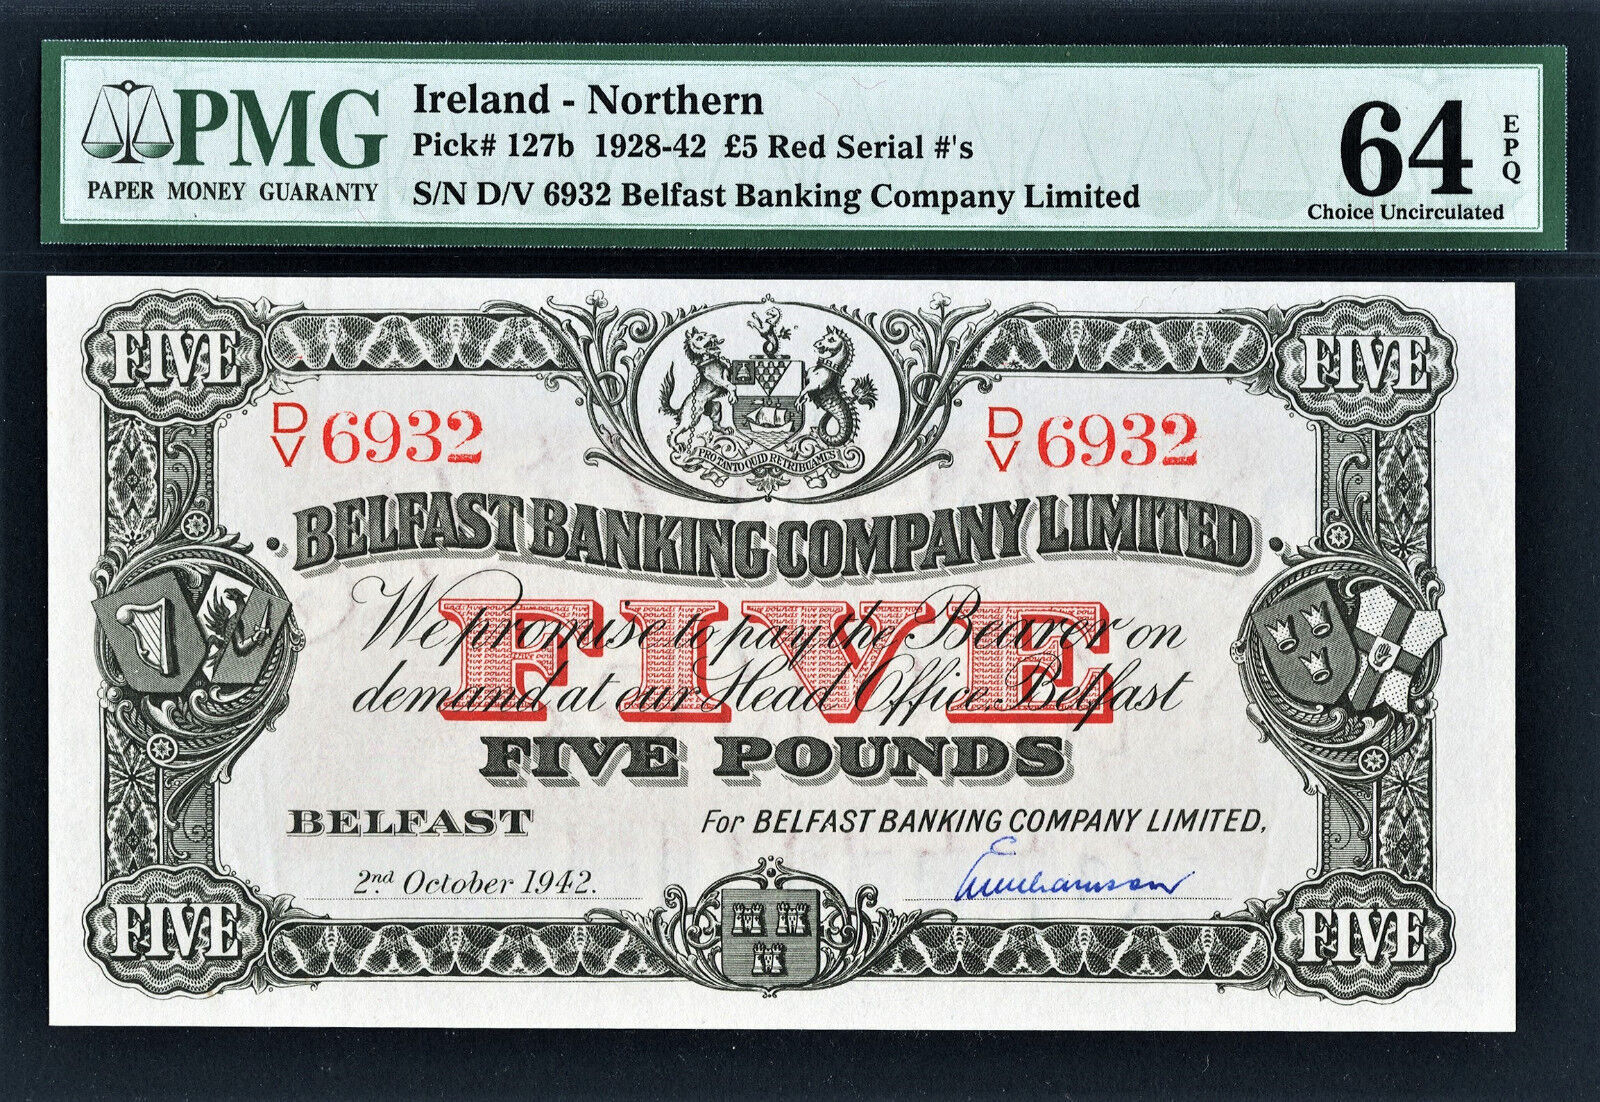 PMG
PAPER MONEY GUARANTY
Ireland - Northern
Pick# 127b 1928-42 £5 Red Serial #'s
S/N D/V 6932 Belfast Banking Company Limited
64
EPQ
Choice Uncirculated
FIVE
FIVE
D/V 6932
D/V 6932
PRO TANTO QUID RETRIBUAMUS
BELFAST BANKING COMPANY LIMITED
FIVE
We promise to pay the Bearer on
demand at our Head Office, Belfast
FIVE POUNDS
BELFAST
For BELFAST BANKING COMPANY LIMITED,
2nd October 1942.
FIVE
FIVE